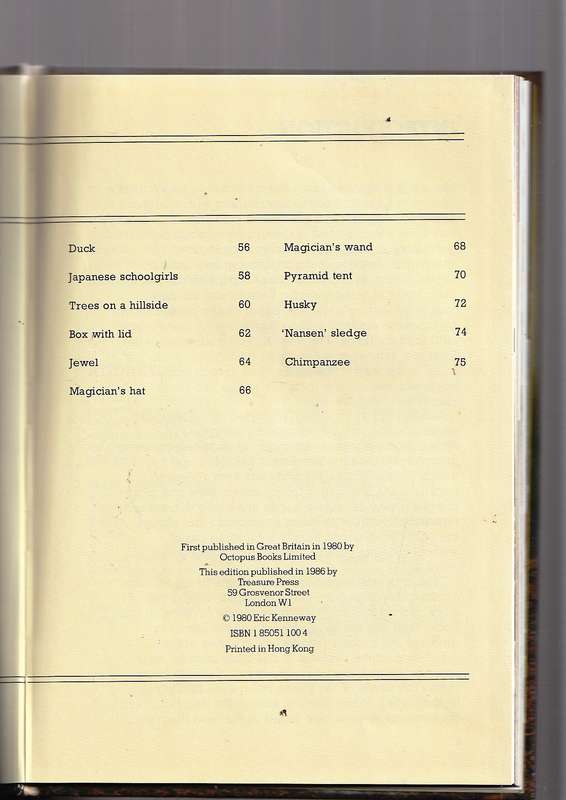 Duck 56
Japanese schoolgirls 58
Trees on a hillside 60
Box with lid 62
Jewel 64
Magician's hat 66
Magician's wand 68
Pyramid tent 70
Husky 72
'Nansen' sledge 74
Chimpanzee 75
First published in Great Britain in 1980 by
Octopus Books Limited
This edition published in 1986 by
Treasure Press
59 Grosvenor Street
London W1
© 1980 Eric Kenneway
ISBN 1 85051 100 4
Printed in Hong Kong